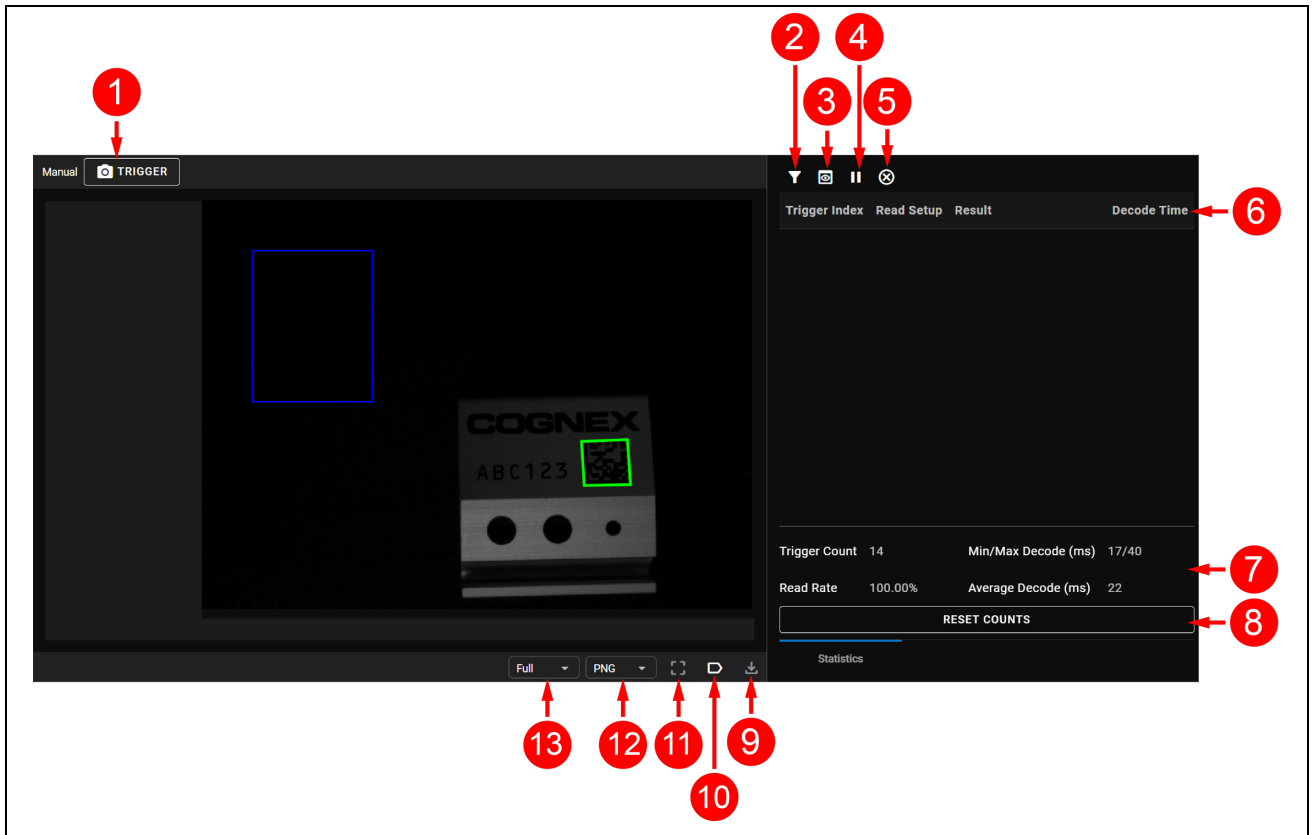 2
4
3
5
1
Manual
TRIGGER
Trigger Index Read Setup Result Decode Time
6
COGNEX
ABC123
Trigger Count 14 Min/Max Decode (ms) 17/40
7
Read Rate 100.00% Average Decode (ms) 22
RESET COUNTS
8
Statistics
Full
PNG
13
12
11
9
10